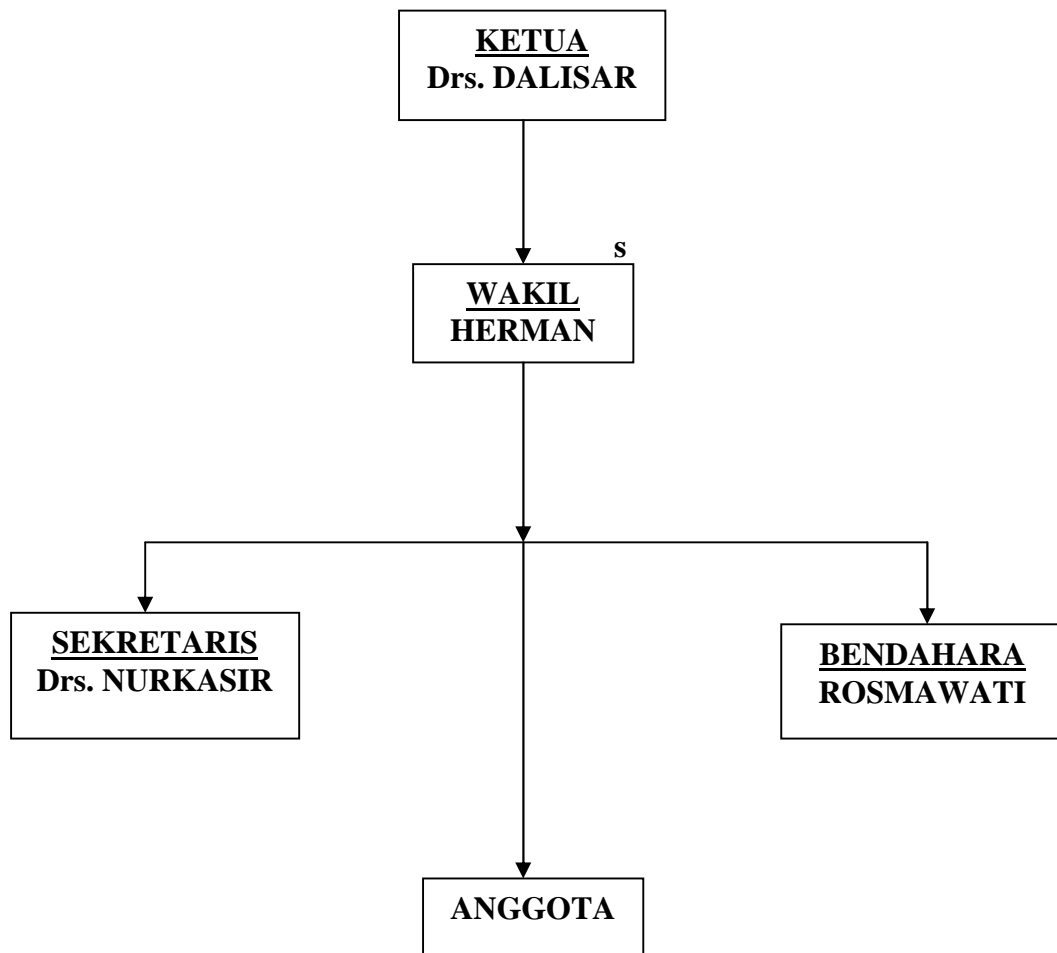 KETUA
Drs. DALISAR
s
WAKIL
HERMAN
SEKRETARIS
Drs. NURKASIR
BENDAHARA
ROSMAWATI
ANGGOTA